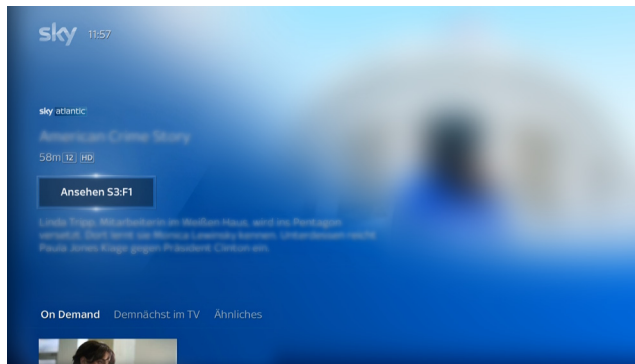 sky 11:57
sky atlantic
American Crime Story
58m 12 HD
Ansehen S3:F1
Linda Tripp, Mitarbeiterin im Weißen Haus, wird ins Pentagon
versetzt. Dort lernt sie Monica Lewinsky kennen. Unterdessen reicht
Paula Jones Klage gegen Präsident Clinton ein.
On Demand Demnächst im TV Ähnliches